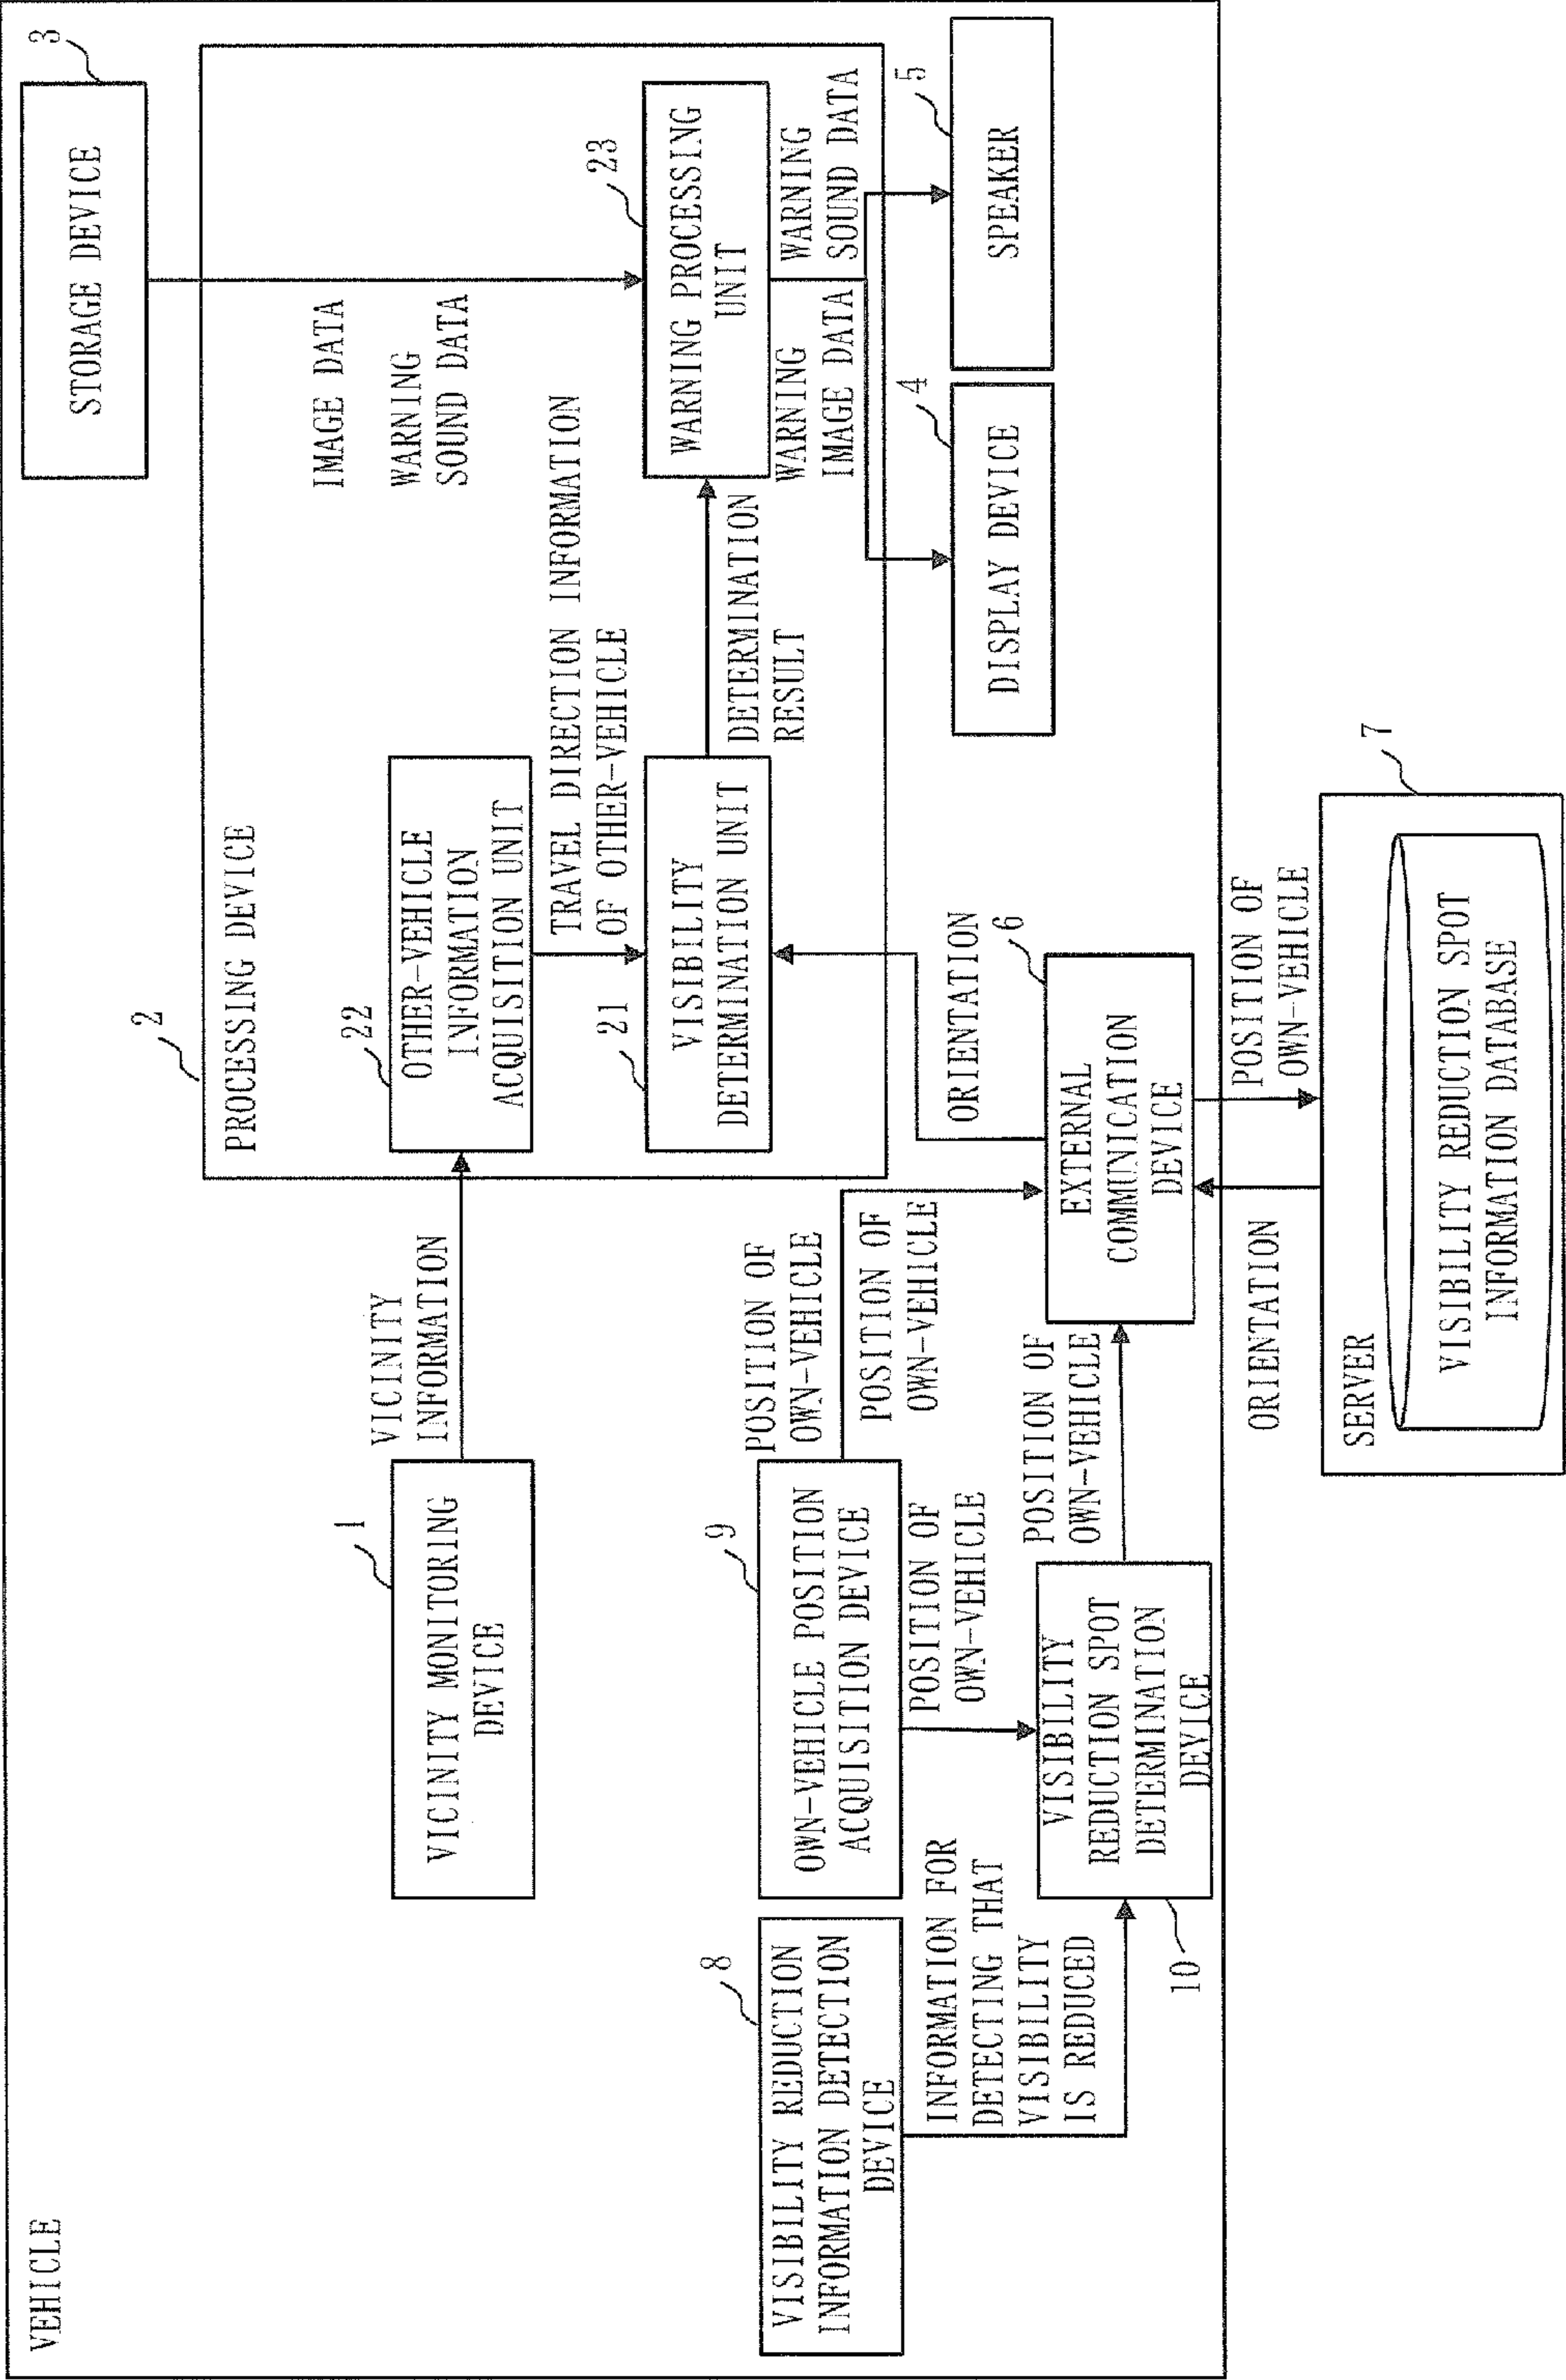 VEHICLE
3
STORAGE DEVICE
2
PROCESSING DEVICE
IMAGE DATA
WARNING
SOUND DATA
1
VICINITY MONITORING
DEVICE
VICINITY
INFORMATION
22
OTHER-VEHICLE
INFORMATION
ACQUISITION UNIT
TRAVEL DIRECTION INFORMATION
OF OTHER-VEHICLE
21
VISIBILITY
DETERMINATION UNIT
DETERMINATION
RESULT
23
WARNING PROCESSING
UNIT
WARNING
IMAGE DATA
WARNING
SOUND DATA
8
VISIBILITY REDUCTION
INFORMATION DETECTION
DEVICE
9
OWN-VEHICLE POSITION
ACQUISITION DEVICE
POSITION OF
OWN-VEHICLE
POSITION OF
OWN-VEHICLE
POSITION OF
OWN-VEHICLE
INFORMATION FOR
DETECTING THAT
VISIBILITY
IS REDUCED
ORIENTATION
4
DISPLAY DEVICE
5
SPEAKER
10
VISIBILITY
REDUCTION SPOT
DETERMINATION
DEVICE
POSITION OF
OWN-VEHICLE
6
EXTERNAL
COMMUNICATION
DEVICE
ORIENTATION
POSITION OF
OWN-VEHICLE
7
SERVER
VISIBILITY REDUCTION SPOT
INFORMATION DATABASE